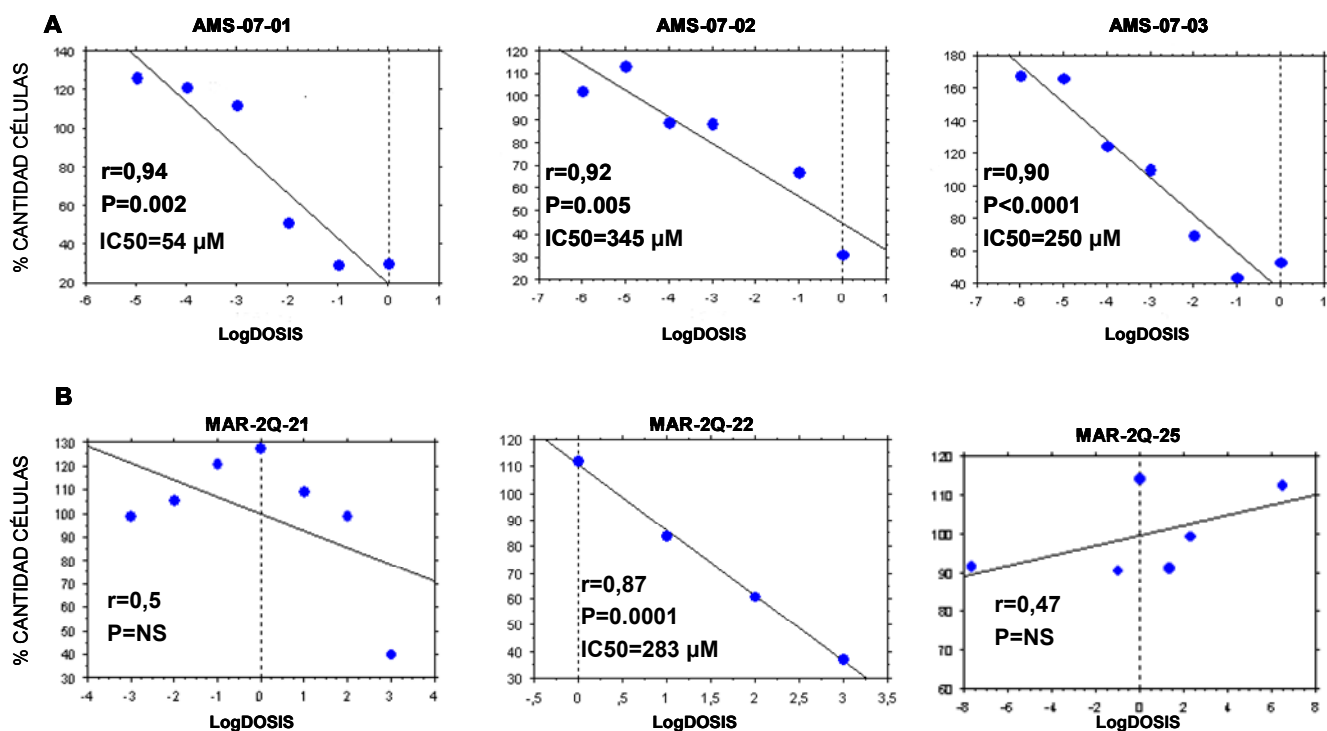 A
AMS-07-01
AMS-07-02
AMS-07-03
% CANTIDAD CÉLULAS
140
120
100
80
60
40
20
r=0,94
P=0.002
IC50=54 µM
-6 -5 -4 -3 -2 -1 0 1
LogDOSIS
120
110
100
90
80
70
60
50
40
30
20
r=0,92
P=0.005
IC50=345 µM
-7 -6 -5 -4 -3 -2 -1 0 1
LogDOSIS
180
160
140
120
100
80
60
40
r=0,90
P<0.0001
IC50=250 µM
-7 -6 -5 -4 -3 -2 -1 0 1
LogDOSIS
B
MAR-2Q-21
MAR-2Q-22
MAR-2Q-25
% CANTIDAD CÉLULAS
130
120
110
100
90
80
70
60
50
40
30
r=0,5
P=NS
-4 -3 -2 -1 0 1 2 3 4
LogDOSIS
120
110
100
90
80
70
60
50
40
30
r=0,87
P=0.0001
IC50=283 µM
-,5 0 ,5 1 1,5 2 2,5 3 3,5
LogDOSIS
120
110
100
90
80
70
60
r=0,47
P=NS
-8 -6 -4 -2 0 2 4 6 8
LogDOSIS